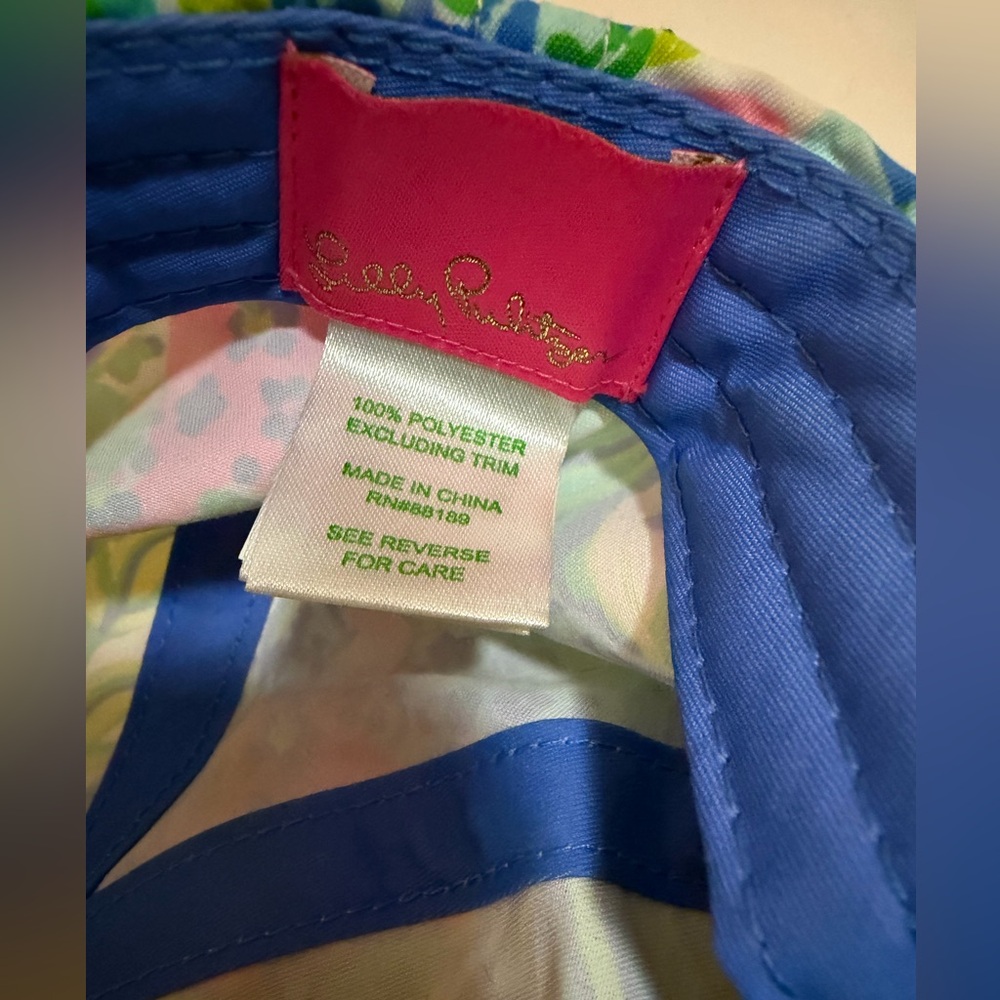 Lilly Pulitzer
100% POLYESTER
EXCLUDING TRIM
MADE IN CHINA
RN#88189
SEE REVERSE
FOR CARE